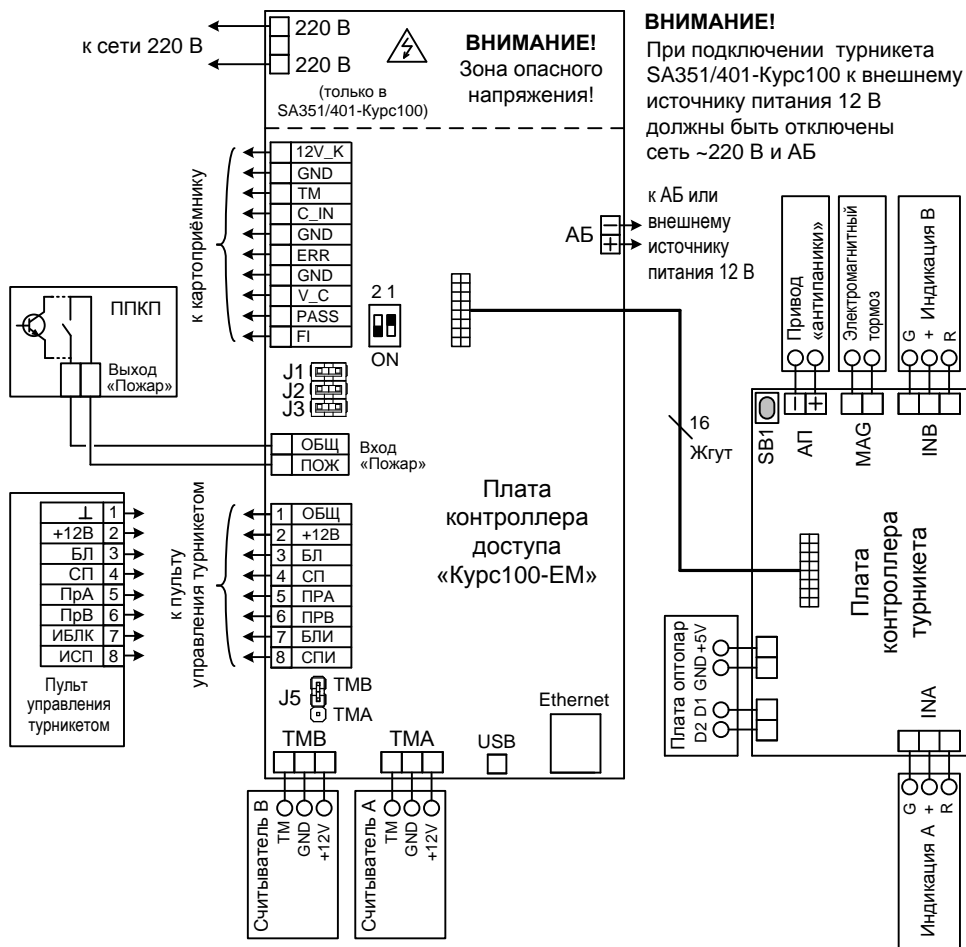 к сети 220 В
220 В
220 В
(только в
SA351/401-Курс100)
ВНИМАНИЕ!
Зона опасного
напряжения!
ВНИМАНИЕ!
При подключении турникета
SA351/401-Курс100 к внешнему
источнику питания 12 В
должны быть отключены
сеть ~220 В и АБ
к картоприёмнику
12V_K
GND
TM
C_IN
GND
ERR
GND
V_C
PASS
FI
2 1
ON
АБ
–
+
к АБ или
внешнему
источнику
питания 12 В
J1
J2
J3
ППКП
Выход
«Пожар»
ОБЩ
ПОЖ
Вход
«Пожар»
16
Жгут
Привод
«антипаники»
Электромагнитный
тормоз
Индикация B
G
+
R
SB1
– +
АП
MAG
INB
⊥ 1
+12В 2
БЛ 3
СП 4
ПрА 5
ПрВ 6
ИБЛК 7
ИСП 8
Пульт
управления
турникетом
к пульту
управления турникетом
1 ОБЩ
2 +12В
3 БЛ
4 СП
5 ПРА
6 ПРВ
7 БЛИ
8 СПИ
Плата
контроллера
доступа
«Курс100-ЕМ»
Плата
контроллера
турникета
J5
TMB
TMA
TMB
TMA
USB
Ethernet
Считыватель B
TM
GND
+12V
Считыватель A
TM
GND
+12V
Плата оптопар
D2 D1 GND +5V
INA
G
+
R
Индикация A